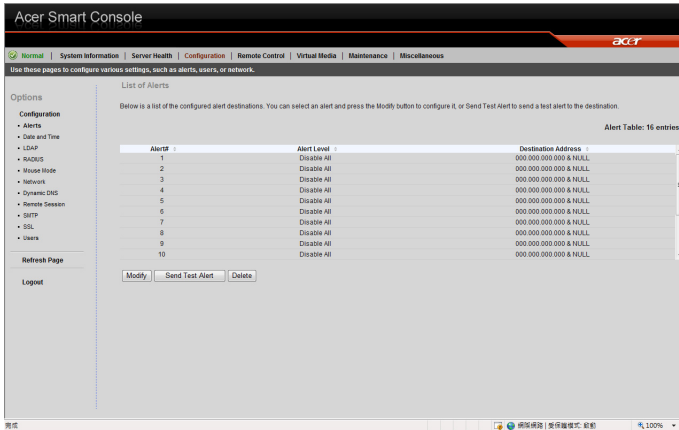 Acer Smart Console
acer
Normal | System Information | Server Health | Configuration | Remote Control | Virtual Media | Maintenance | Miscellaneous
Use these pages to configure various settings, such as alerts, users, or network.
Options
Configuration
• Alerts
• Date and Time
• LDAP
• RADIUS
• Mouse Mode
• Network
• Dynamic DNS
• Remote Session
• SMTP
• SSL
• Users
Refresh Page
Logout
List of Alerts
Below is a list of the configured alert destinations. You can select an alert and press the Modify button to configure it, or Send Test Alert to send a test alert to the destination.
Alert Table: 16 entries
Alert# Alert Level Destination Address
1 Disable All 000.000.000.000 & NULL
2 Disable All 000.000.000.000 & NULL
3 Disable All 000.000.000.000 & NULL
4 Disable All 000.000.000.000 & NULL
5 Disable All 000.000.000.000 & NULL
6 Disable All 000.000.000.000 & NULL
7 Disable All 000.000.000.000 & NULL
8 Disable All 000.000.000.000 & NULL
9 Disable All 000.000.000.000 & NULL
10 Disable All 000.000.000.000 & NULL
Modify Send Test Alert Delete
完成 網際網路 | 受保護模式: 啟動 100%